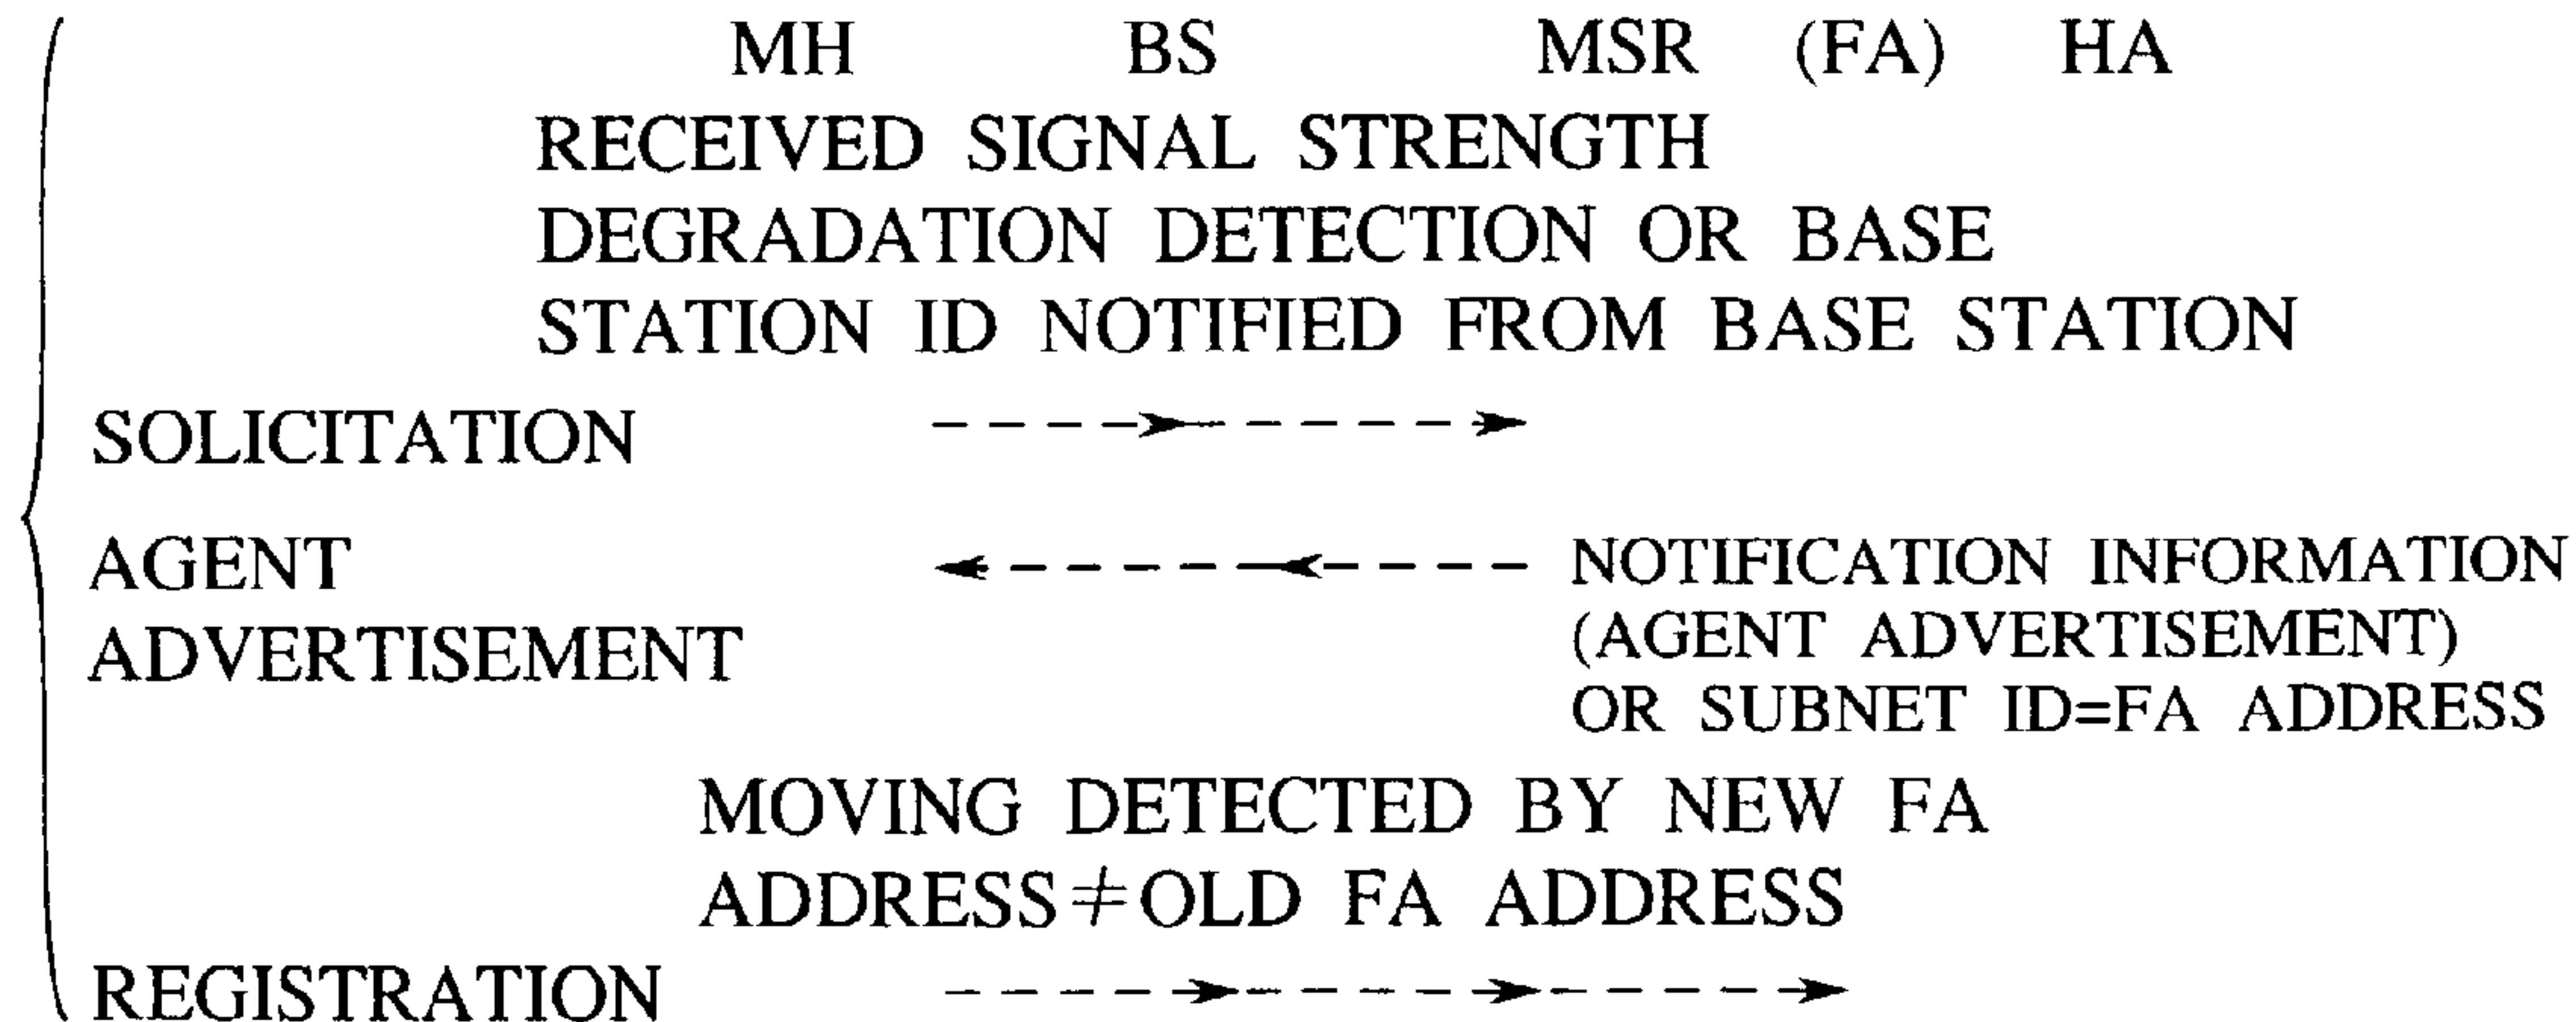 MH BS MSR (FA) HA
RECEIVED SIGNAL STRENGTH
DEGRADATION DETECTION OR BASE
STATION ID NOTIFIED FROM BASE STATION
SOLICITATION
AGENT
ADVERTISEMENT
NOTIFICATION INFORMATION
(AGENT ADVERTISEMENT)
OR SUBNET ID=FA ADDRESS
MOVING DETECTED BY NEW FA
ADDRESS≠OLD FA ADDRESS
REGISTRATION